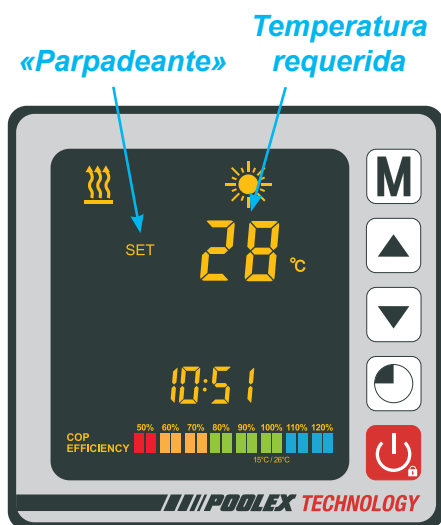 Temperatura
«Parpadeante» requerida
M
SET
28 °C
10:51
50% 60% 70% 80% 90% 100% 110% 120%
COP
EFFICIENCY
15°C / 26°C
POOLEX TECHNOLOGY